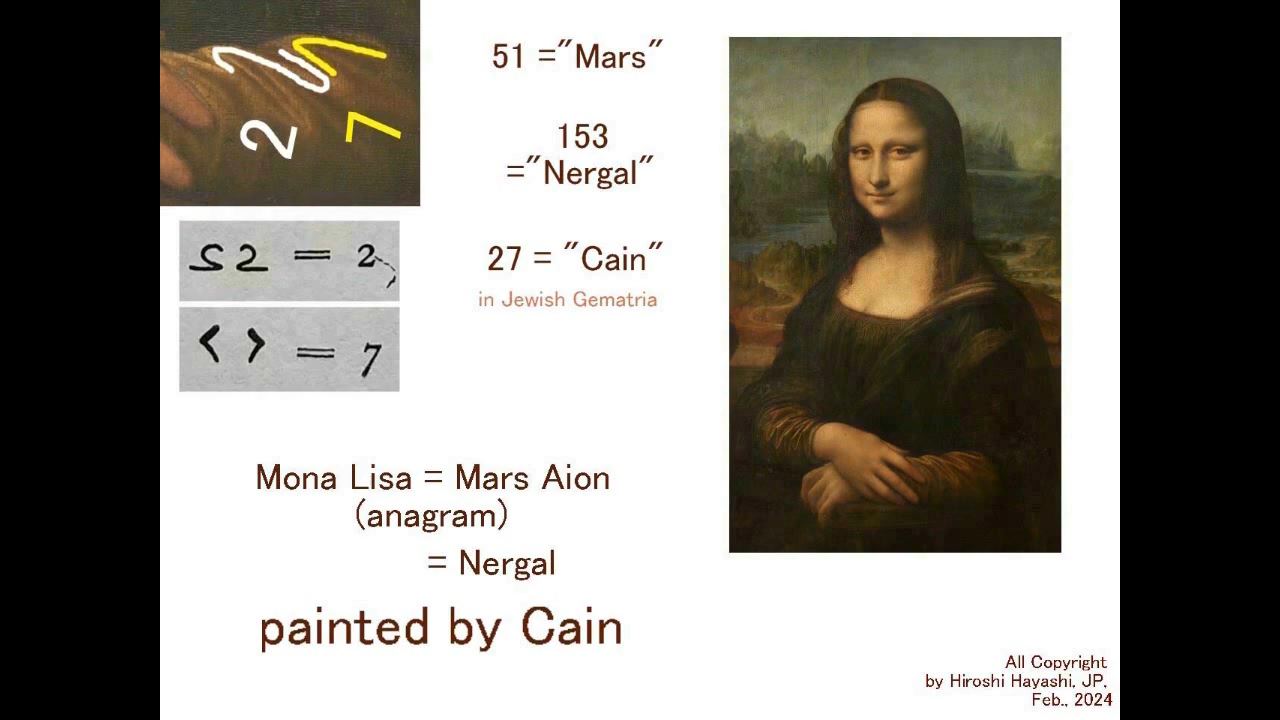 2 7
51 ="Mars"
153
="Nergal"
27 = "Cain"
in Jewish Gematria
= 2
= 7
Mona Lisa = Mars Aion
(anagram)
= Nergal
painted by Cain
All Copyright
by Hiroshi Hayashi, JP,
Feb., 2024